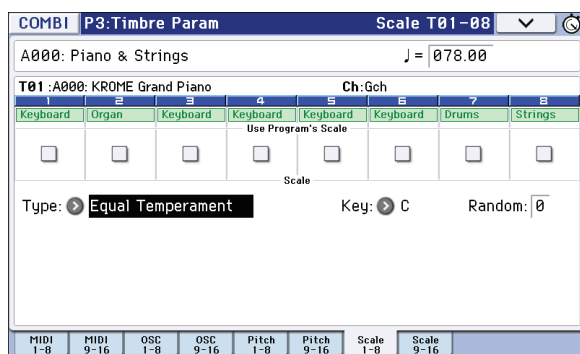 COMBI P3:Timbre Param Scale T01-08
A000: Piano & Strings ♩= 078.00
T01 :A000: KROME Grand Piano Ch:Gch
1 2 3 4 5 6 7 8
Keyboard Organ Keyboard Keyboard Keyboard Keyboard Drums Strings
Use Program's Scale
Scale
Type: Equal Temperament Key: C Random: 0
MIDI 1-8 MIDI 9-16 OSC 1-8 OSC 9-16 Pitch 1-8 Pitch 9-16 Scale 1-8 Scale 9-16